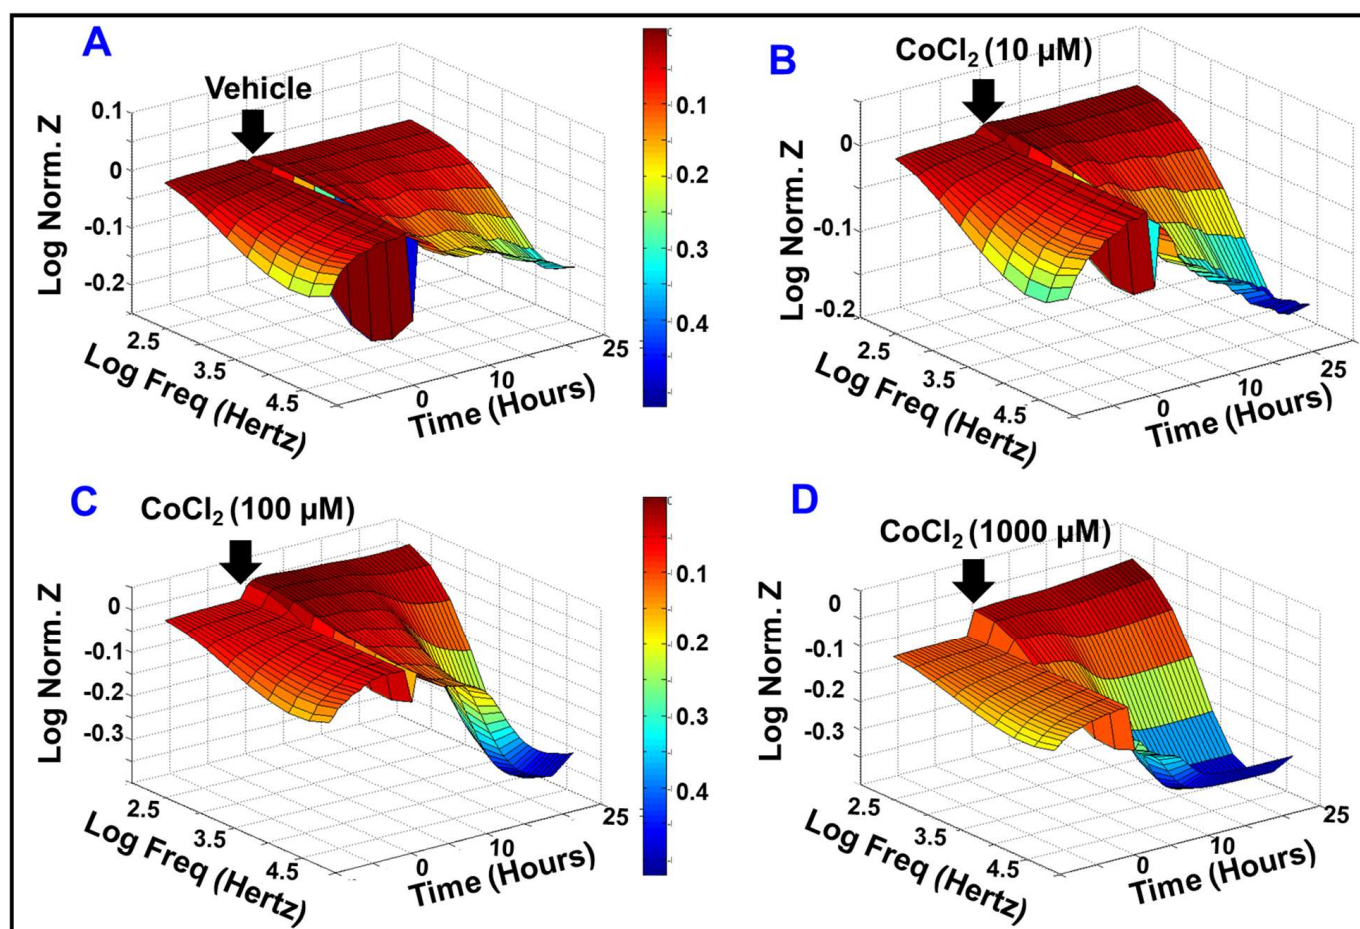 A
Vehicle
Log Norm. Z
0.1
0
-0.1
-0.2
2.5
3.5
4.5
Log Freq (Hertz)
0
10
25
Time (Hours)
0.1
0.2
0.3
0.4
B
CoCl₂ (10 µM)
Log Norm. Z
0
-0.1
-0.2
2.5
3.5
4.5
Log Freq (Hertz)
0
10
25
Time (Hours)
C
CoCl₂ (100 µM)
Log Norm. Z
0
-0.1
-0.2
-0.3
2.5
3.5
4.5
Log Freq (Hertz)
0
10
25
Time (Hours)
0.1
0.2
0.3
0.4
D
CoCl₂ (1000 µM)
Log Norm. Z
0
-0.1
-0.2
-0.3
2.5
3.5
4.5
Log Freq (Hertz)
0
10
25
Time (Hours)